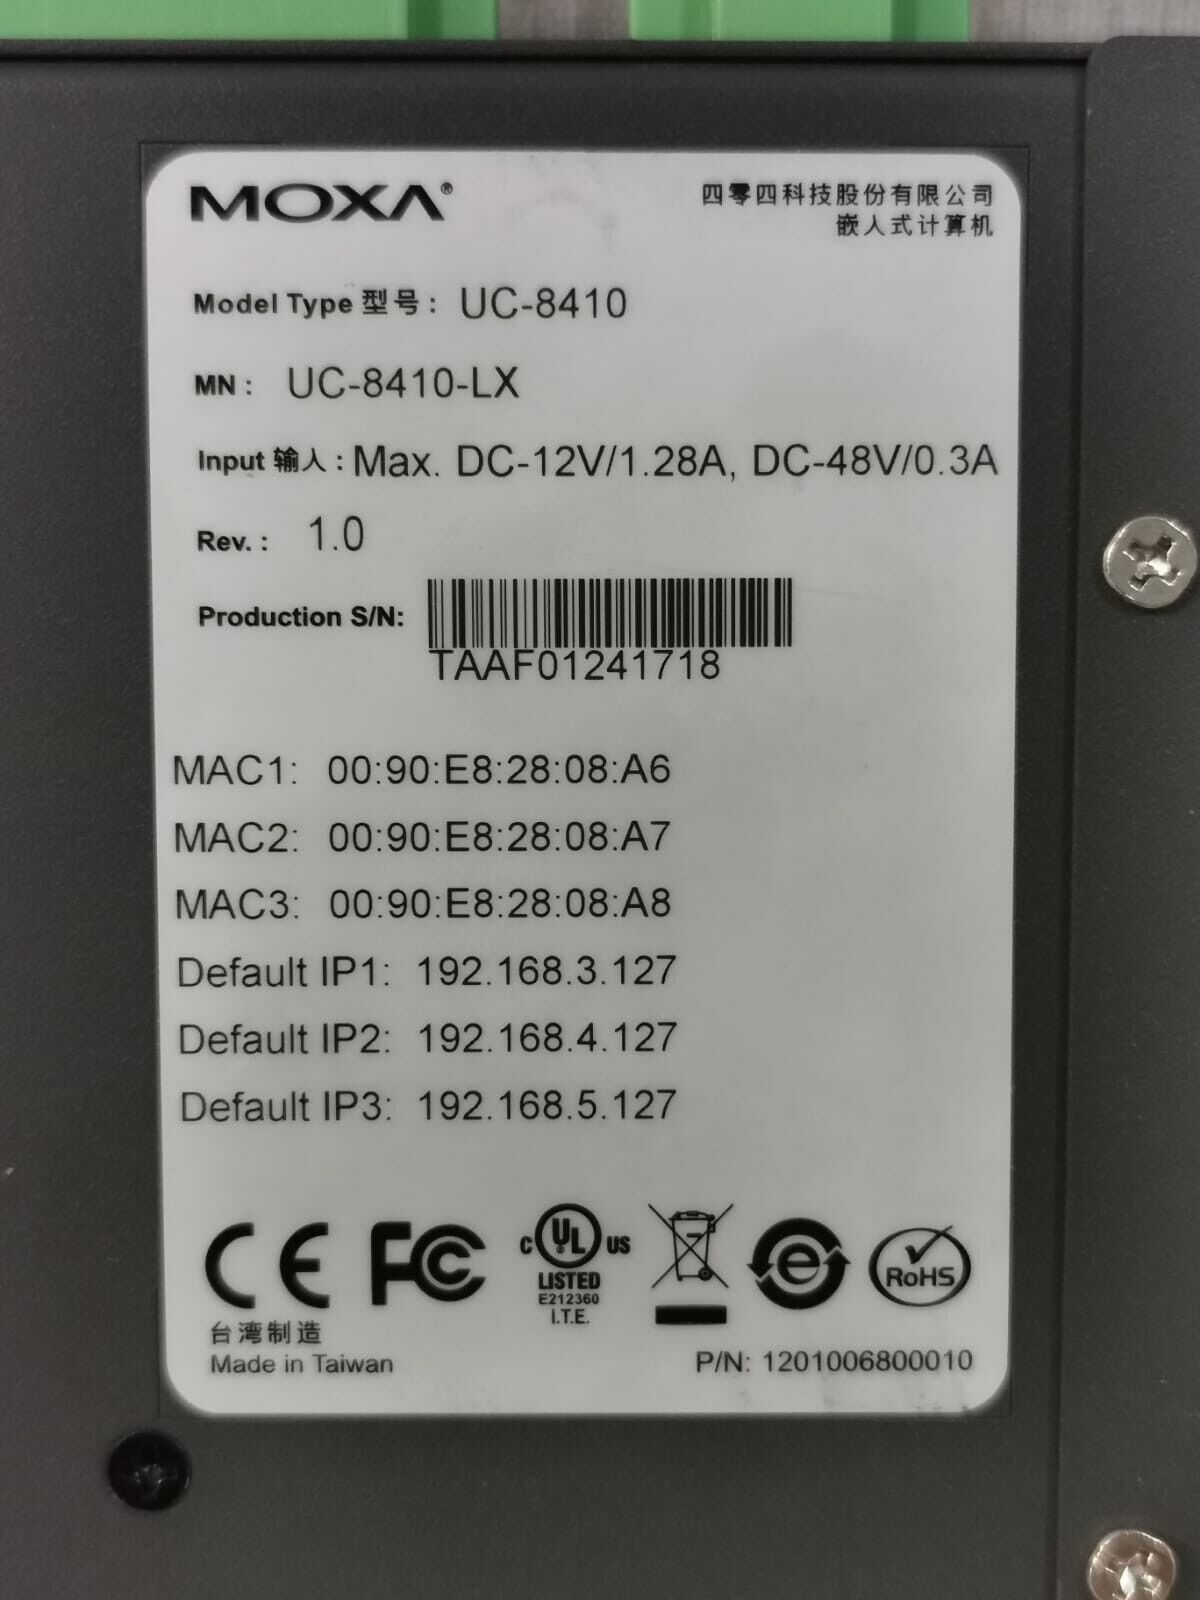 MOXA®
四零四科技股份有限公司
嵌入式计算机
Model Type 型号: UC-8410
MN: UC-8410-LX
Input 输入: Max. DC-12V/1.28A, DC-48V/0.3A
Rev.: 1.0
Production S/N:
TAAF01241718
MAC1: 00:90:E8:28:08:A6
MAC2: 00:90:E8:28:08:A7
MAC3: 00:90:E8:28:08:A8
Default IP1: 192.168.3.127
Default IP2: 192.168.4.127
Default IP3: 192.168.5.127
CE FC c UL US e RoHS
LISTED
E212360
I.T.E.
台湾制造
Made in Taiwan
P/N: 1201006800010